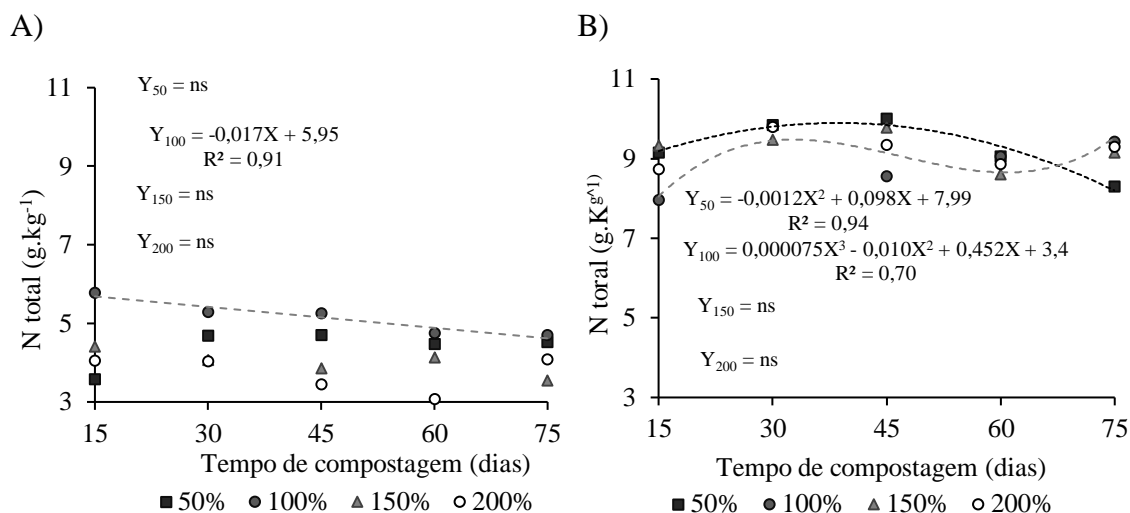 A)
N total (g.kg⁻¹)
11
9
7
5
3
Y₅₀ = ns
Y₁₀₀ = -0,017X + 5,95
R² = 0,91
Y₁₅₀ = ns
Y₂₀₀ = ns
15 30 45 60 75
Tempo de compostagem (dias)
50% 100% 150% 200%
B)
N toral (g.K^g^1)
11
9
7
5
3
Y₅₀ = -0,0012X² + 0,098X + 7,99
R² = 0,94
Y₁₀₀ = 0,000075X³ - 0,010X² + 0,452X + 3,4
R² = 0,70
Y₁₅₀ = ns
Y₂₀₀ = ns
15 30 45 60 75
Tempo de compostagem (dias)
50% 100% 150% 200%